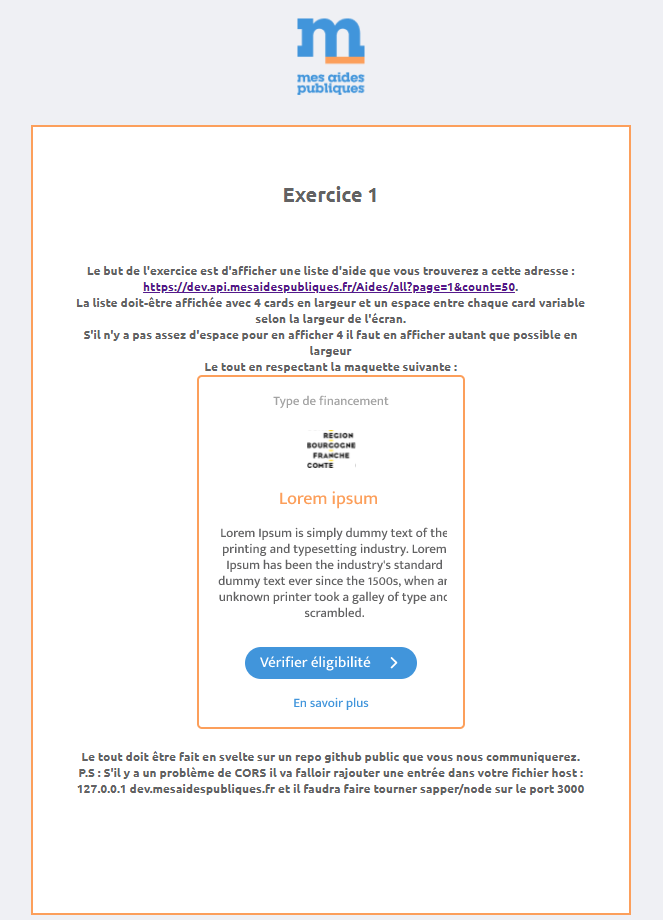 m
mes aides
publiques
Exercice 1
Le but de l'exercice est d'afficher une liste d'aide que vous trouverez a cette adresse :
https://dev.api.mesaidespubliques.fr/Aides/all?page=1&count=50.
La liste doit-être affichée avec 4 cards en largeur et un espace entre chaque card variable
selon la largeur de l'écran.
S'il n'y a pas assez d'espace pour en afficher 4 il faut en afficher autant que possible en
largeur
Le tout en respectant la maquette suivante :
Type de financement
REGION
BOURGOGNE
FRANCHE
COMTE
Lorem ipsum
Lorem Ipsum is simply dummy text of the
printing and typesetting industry. Lorem
Ipsum has been the industry's standard
dummy text ever since the 1500s, when an
unknown printer took a galley of type and
scrambled.
Vérifier éligibilité
En savoir plus
Le tout doit être fait en svelte sur un repo github public que vous nous communiquerez.
P.S : S'il y a un problème de CORS il va falloir rajouter une entrée dans votre fichier host :
127.0.0.1 dev.mesaidespubliques.fr et il faudra faire tourner sapper/node sur le port 3000